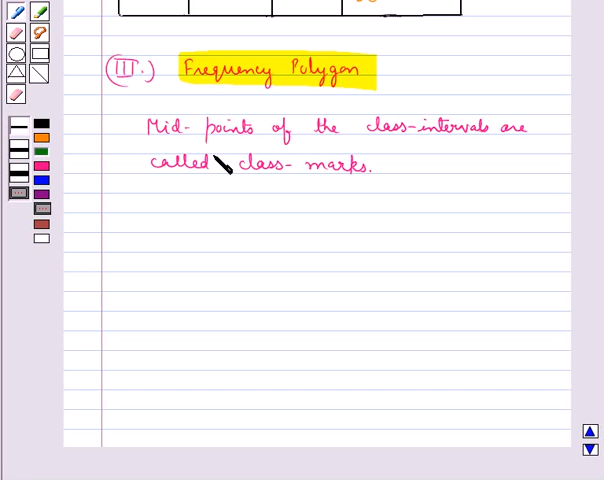 (III.) Frequency Polygon
Mid-points of the class-intervals are
called class-marks.